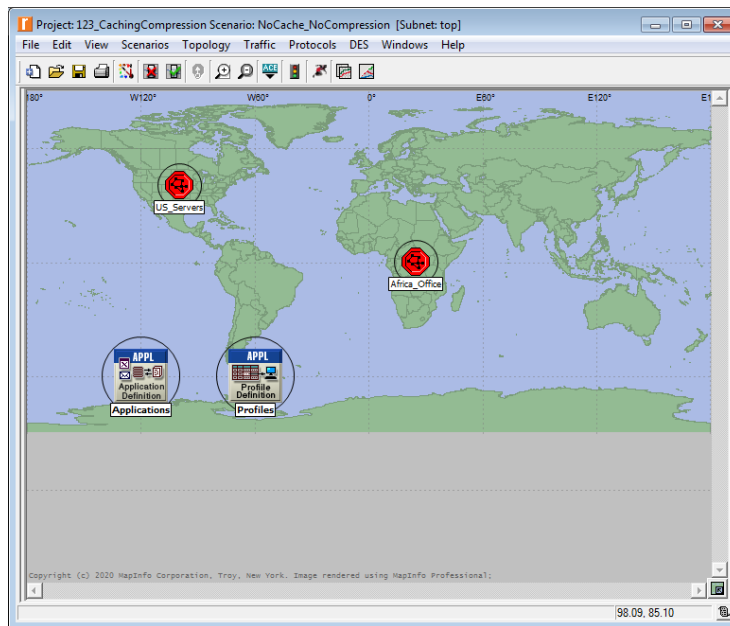 Project: 123_CachingCompression Scenario: NoCache_NoCompression [Subnet: top]
File Edit View Scenarios Topology Traffic Protocols DES Windows Help
ACE
180° W120° W60° 0° E60° E120° E1
US_Servers
Africa_Office
APPL APPL
Application Profile
Definition Definition
Applications Profiles
Copyright (c) 2020 MapInfo Corporation, Troy, New York. Image rendered using MapInfo Professional;
98.09, 85.10